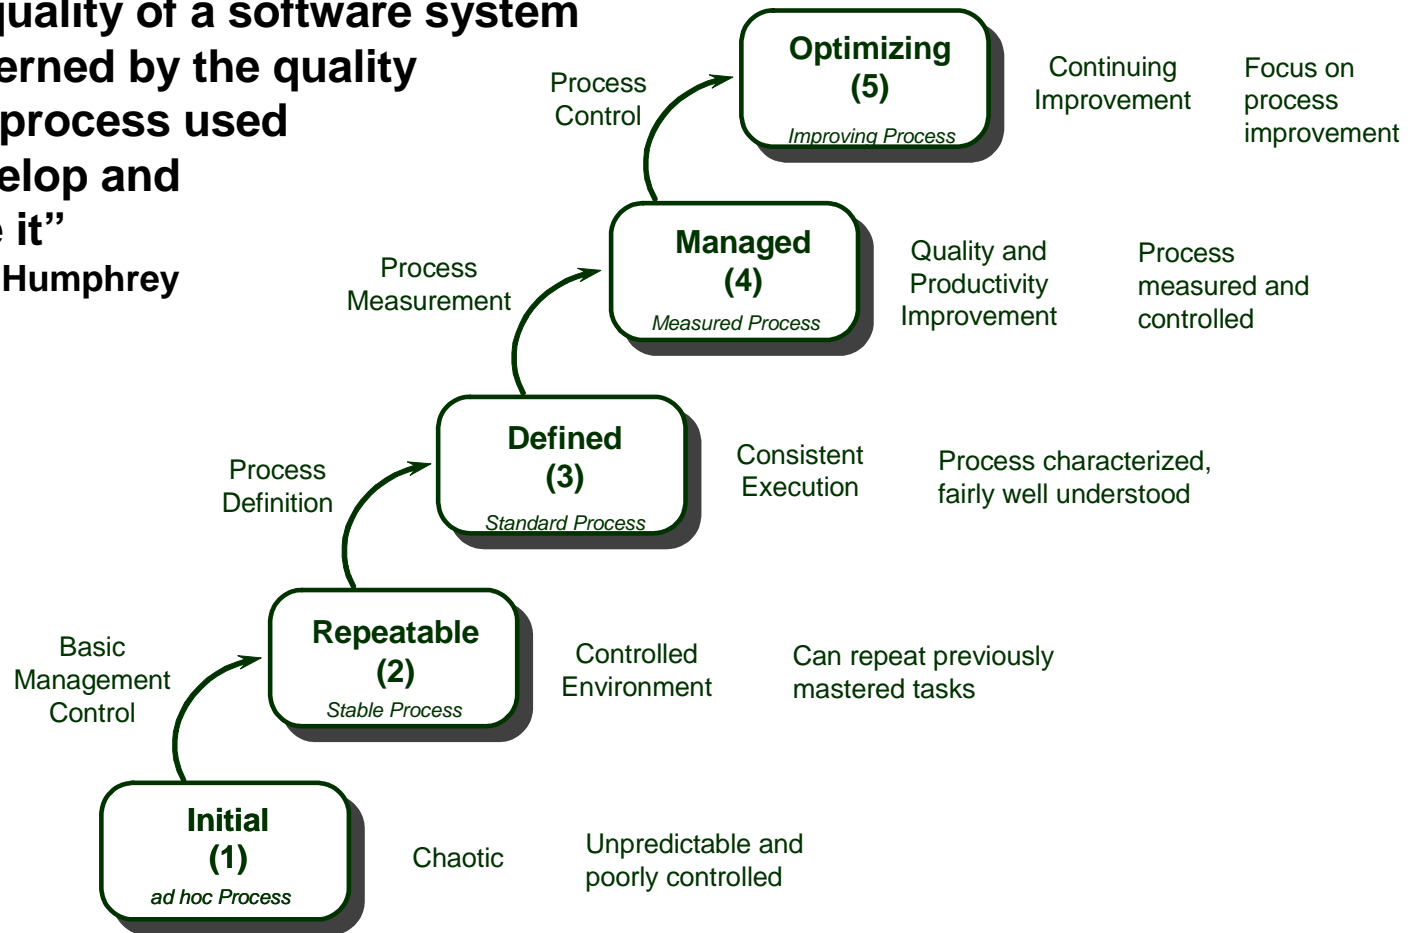 quality of a software system
erned by the quality
process used
elop and
it”
Humphrey
Optimizing
(5)
Improving Process
Process
Control
Continuing
Improvement
Focus on
process
improvement
Managed
(4)
Measured Process
Process
Measurement
Quality and
Productivity
Improvement
Process
measured and
controlled
Defined
(3)
Standard Process
Process
Definition
Consistent
Execution
Process characterized,
fairly well understood
Repeatable
(2)
Stable Process
Basic
Management
Control
Controlled
Environment
Can repeat previously
mastered tasks
Initial
(1)
ad hoc Process
Chaotic
Unpredictable and
poorly controlled